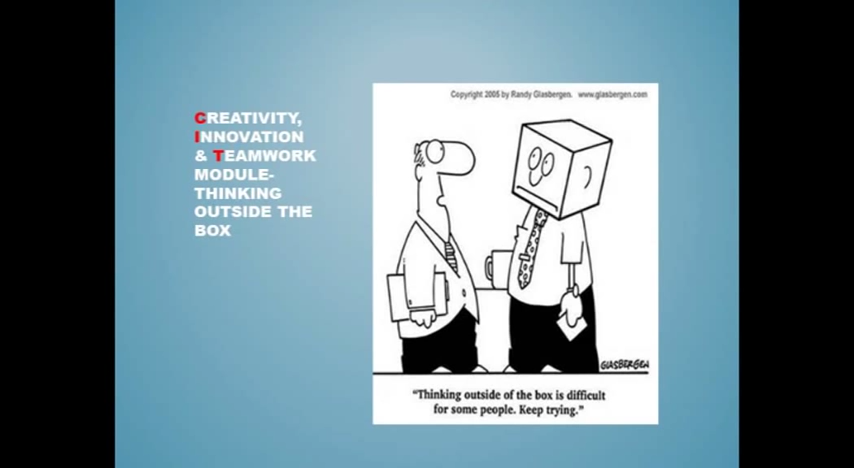 CREATIVITY,
INNOVATION
& TEAMWORK
MODULE-
THINKING
OUTSIDE THE
BOX
Copyright 2005 by Randy Glasbergen. www.glasbergen.com
GLASBERGEN
“Thinking outside of the box is difficult
for some people. Keep trying.”